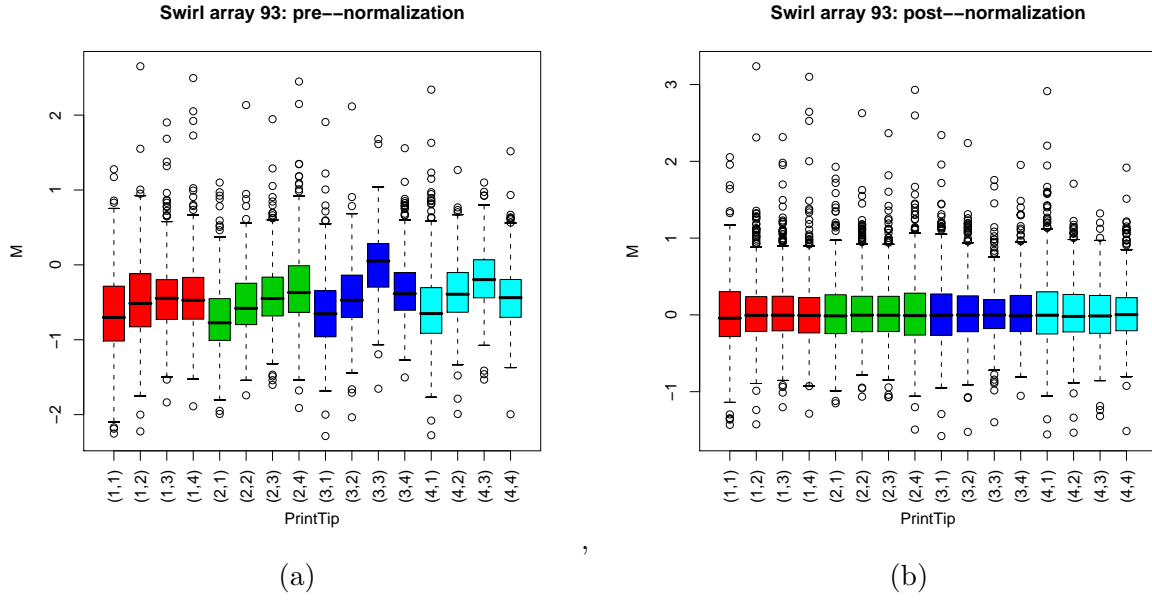 Swirl array 93: pre−−normalization
M
2
1
0
−1
−2
(1,1) (1,2) (1,3) (1,4) (2,1) (2,2) (2,3) (2,4) (3,1) (3,2) (3,3) (3,4) (4,1) (4,2) (4,3) (4,4)
PrintTip
,
(a)
Swirl array 93: post−−normalization
M
3
2
1
0
−1
(1,1) (1,2) (1,3) (1,4) (2,1) (2,2) (2,3) (2,4) (3,1) (3,2) (3,3) (3,4) (4,1) (4,2) (4,3) (4,4)
PrintTip
(b)